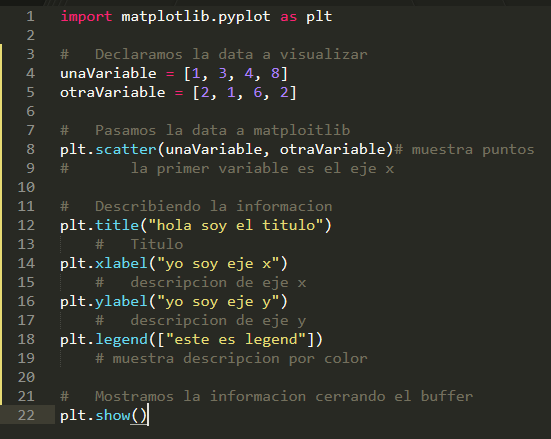 1 import matplotlib.pyplot as plt
2
3 #   Declaramos la data a visualizar
4 unaVariable = [1, 3, 4, 8]
5 otraVariable = [2, 1, 6, 2]
6
7 #   Pasamos la data a matploitlib
8 plt.scatter(unaVariable, otraVariable)# muestra puntos
9 #       la primer variable es el eje x
10
11 #   Describiendo la informacion
12 plt.title("hola soy el titulo")
13     #   Titulo
14 plt.xlabel("yo soy eje x")
15     #   descripcion de eje x
16 plt.ylabel("yo soy eje y")
17     #   descripcion de eje y
18 plt.legend(["este es legend"])
19     # muestra descripcion por color
20
21 #   Mostramos la informacion cerrando el buffer
22 plt.show()